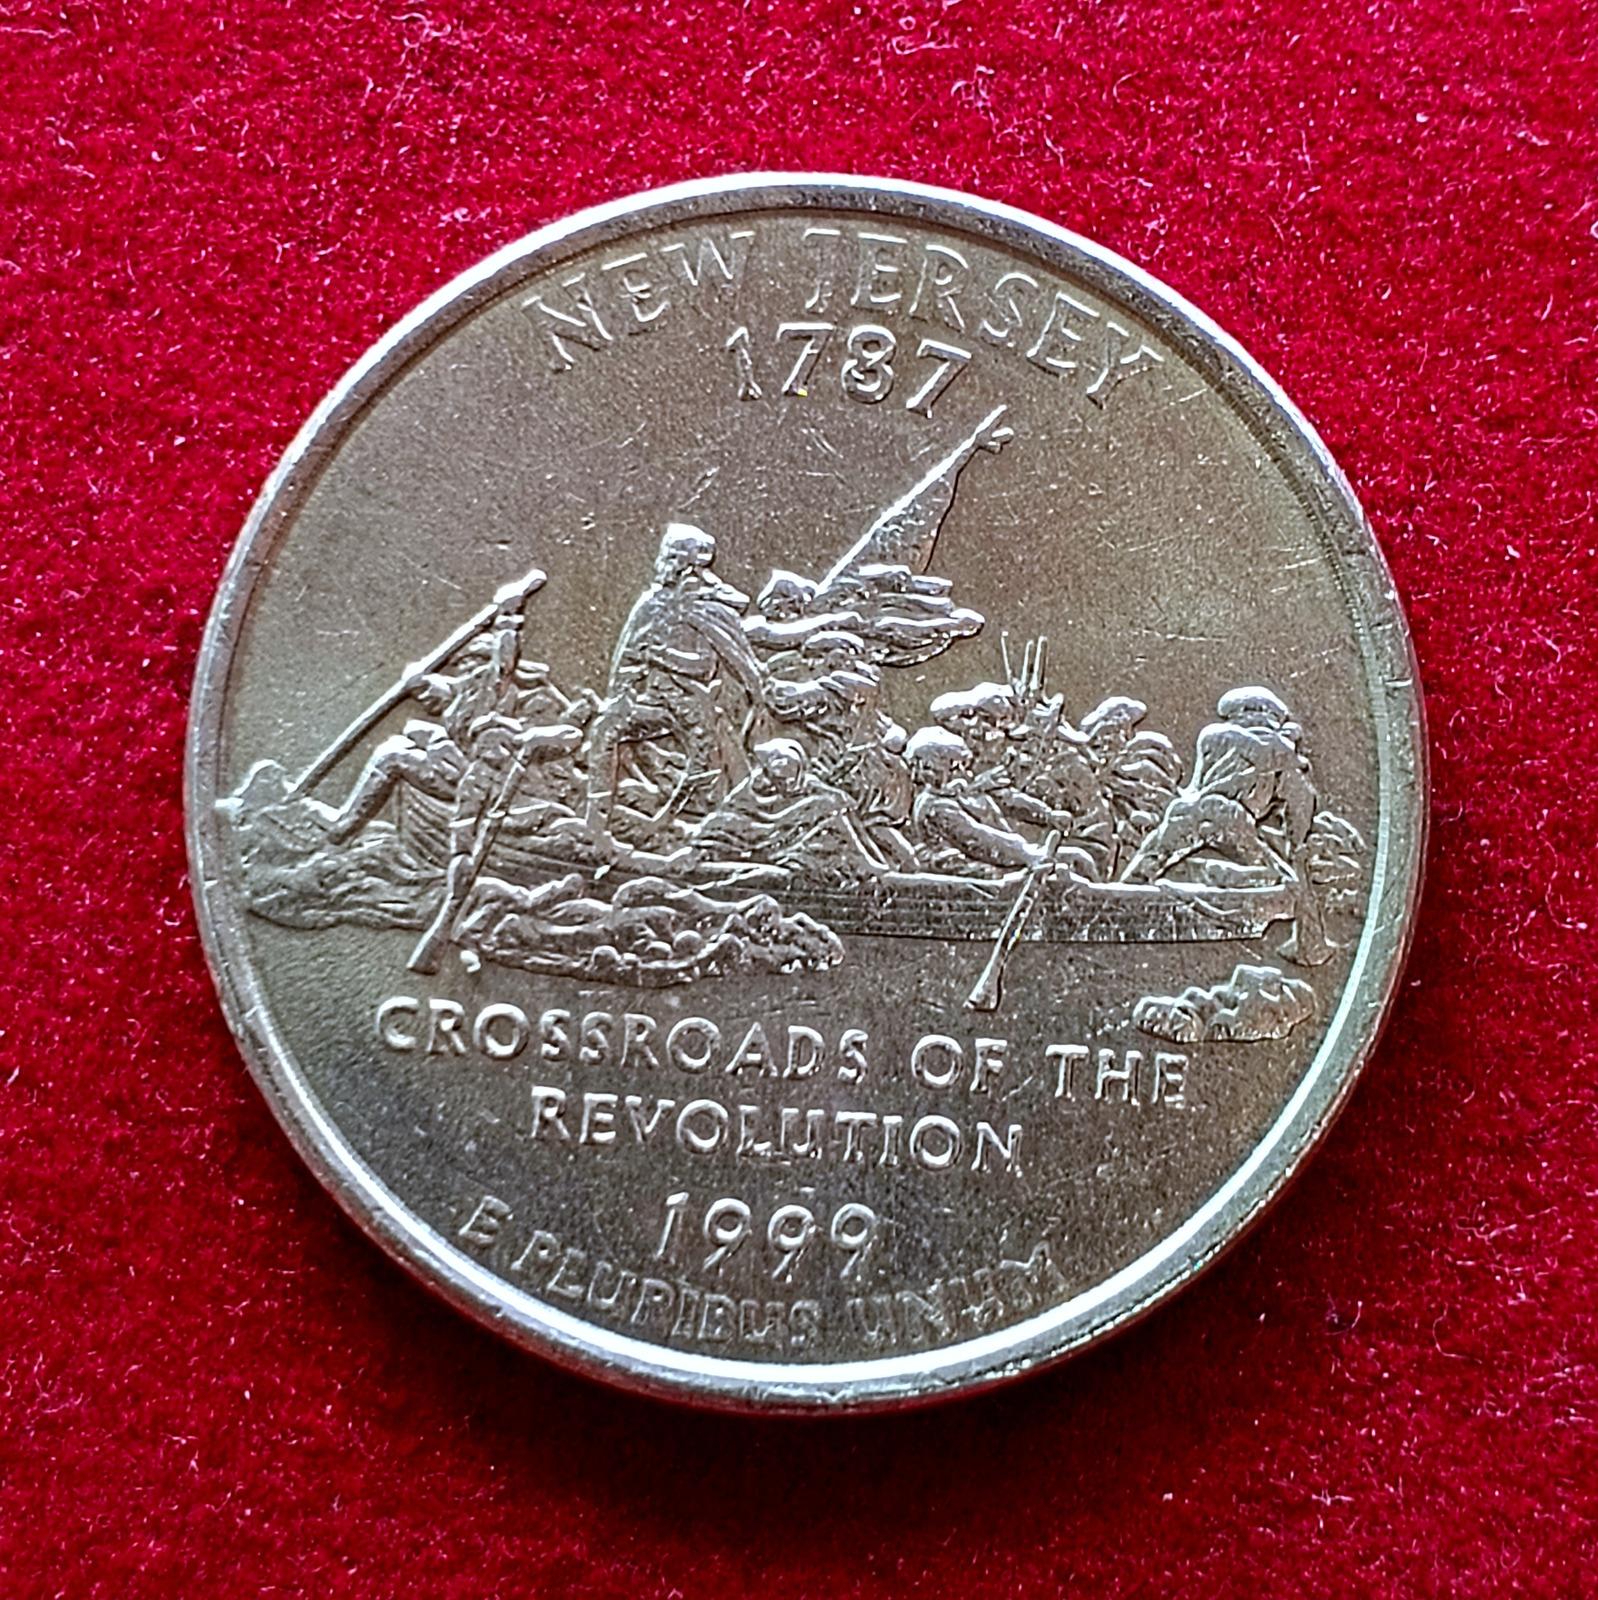 NEW JERSEY
1787
CROSSROADS OF THE
REVOLUTION
1999
E PLURIBUS UNUM